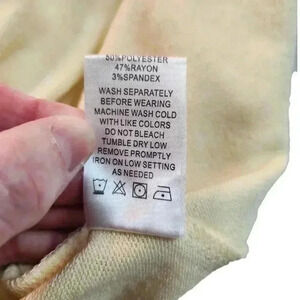 50%POLYESTER
47%RAYON
3%SPANDEX
WASH SEPARATELY
BEFORE WEARING
MACHINE WASH COLD
WITH LIKE COLORS
DO NOT BLEACH
TUMBLE DRY LOW
REMOVE PROMPTLY
IRON ON LOW SETTING
AS NEEDED